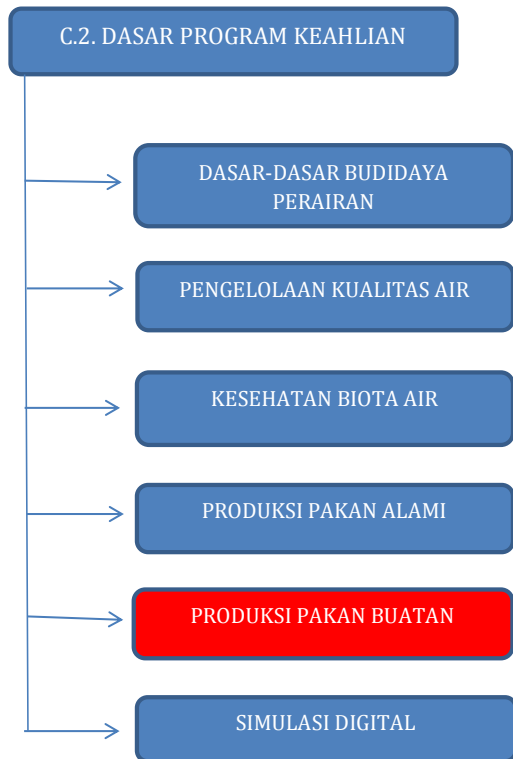 C.2. DASAR PROGRAM KEAHLIAN
DASAR-DASAR BUDIDAYA
PERAIRAN
PENGELOLAAN KUALITAS AIR
KESEHATAN BIOTA AIR
PRODUKSI PAKAN ALAMI
PRODUKSI PAKAN BUATAN
SIMULASI DIGITAL